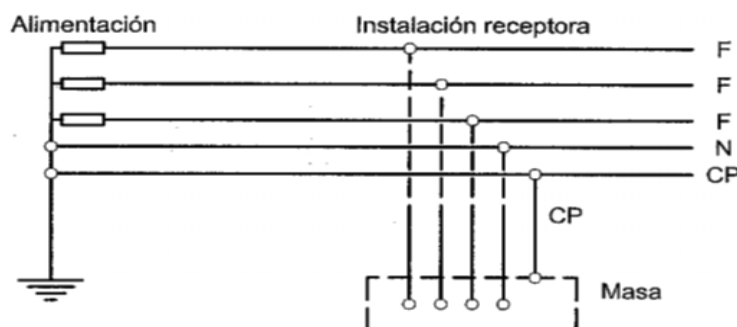 Alimentación
Instalación receptora
F
F
F
N
CP
CP
Masa